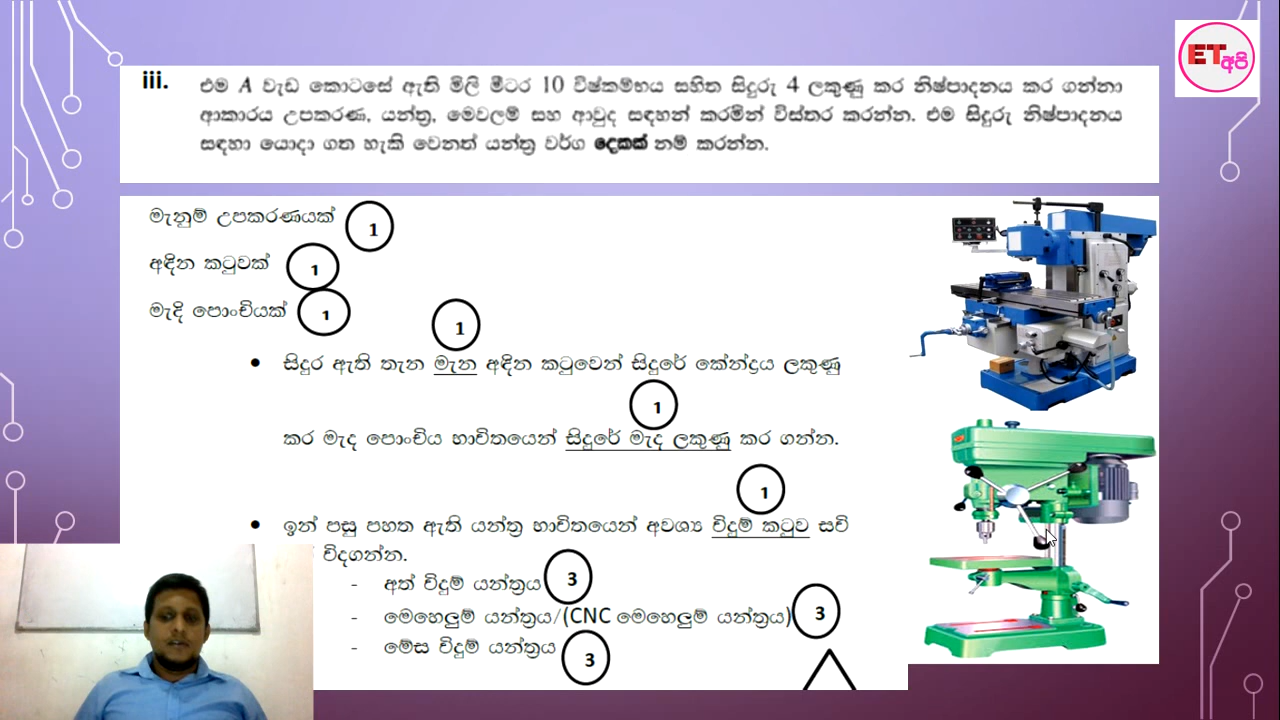 ET අපි
iii. එම A වැඩ කොටසේ ඇති මිලි මීටර 10 විෂ්කම්භය සහිත සිදුරු 4 ලකුණු කර නිෂ්පාදනය කර ගන්නා
ආකාරය උපකරණ, යන්ත්‍ර, මෙවලම් සහ ආවුද සඳහන් කරමින් විස්තර කරන්න. එම සිදුරු නිෂ්පාදනය
සඳහා යොදා ගත හැකි වෙනත් යන්ත්‍ර වර්ග දෙකක් නම් කරන්න.
මැනුම් උපකරණයක් 1
අඳින කටුවක් 1
මැදි පොංචියක් 1
1
• සිදුර ඇති තැන මැන අඳින කටුවෙන් සිදුරේ කේන්ද්‍රය ලකුණු
1
කර මැද පොංචිය භාවිතයෙන් සිදුරේ මැද ලකුණු කර ගන්න.
1
• ඉන් පසු පහත ඇති යන්ත්‍ර භාවිතයෙන් අවශ්‍ය විදුම් කටුව සවි
විදගන්න.
- අත් විදුම් යන්ත්‍රය 3
- මෙහෙලුම් යන්ත්‍රය/(CNC මෙහෙලුම් යන්ත්‍රය) 3
- මේස විදුම් යන්ත්‍රය 3